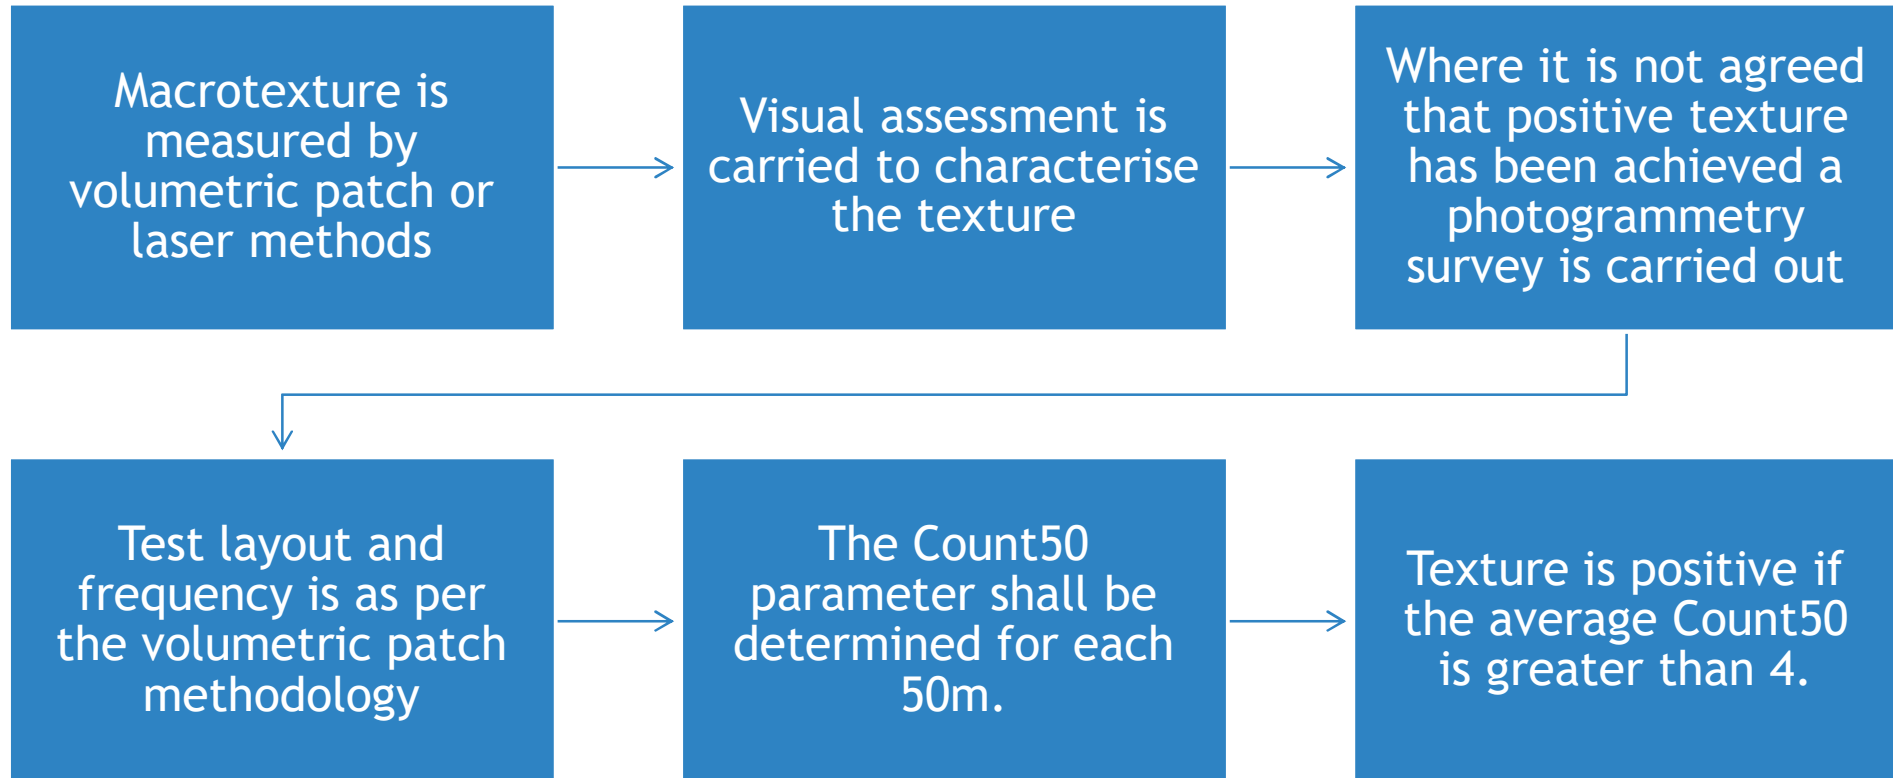 Macrotexture is
measured by
volumetric patch or
laser methods
Visual assessment is
carried to characterise
the texture
Where it is not agreed
that positive texture
has been achieved a
photogrammetry
survey is carried out
Test layout and
frequency is as per
the volumetric patch
methodology
The Count50
parameter shall be
determined for each
50m.
Texture is positive if
the average Count50
is greater than 4.